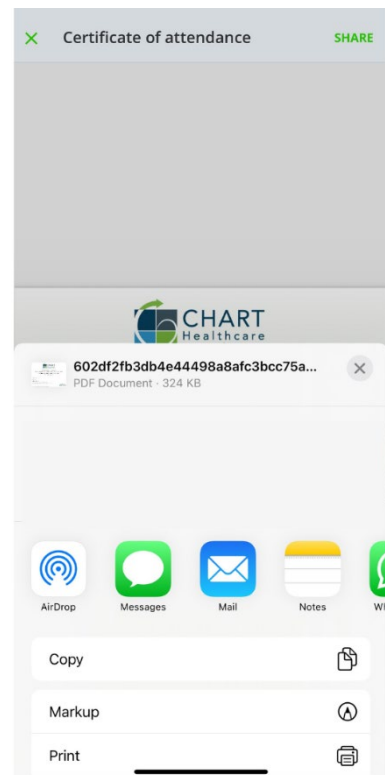 Certificate of attendance SHARE
CHART
Healthcare
602df2fb3db4e44498a8afc3bcc75a...
PDF Document · 324 KB
AirDrop Messages Mail Notes
Copy
Markup
Print